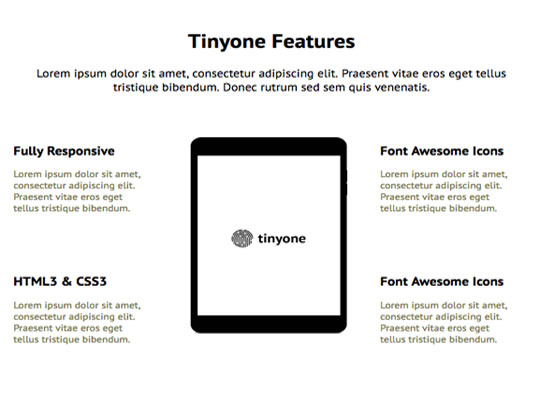 Tinyone Features
Lorem ipsum dolor sit amet, consectetur adipiscing elit. Praesent vitae eros eget tellus
tristique bibendum. Donec rutrum sed sem quis venenatis.
Fully Responsive
Lorem ipsum dolor sit amet,
consectetur adipiscing elit.
Praesent vitae eros eget
tellus tristique bibendum.
HTML3 & CSS3
Lorem ipsum dolor sit amet,
consectetur adipiscing elit.
Praesent vitae eros eget
tellus tristique bibendum.
tinyone
Font Awesome Icons
Lorem ipsum dolor sit amet,
consectetur adipiscing elit.
Praesent vitae eros eget
tellus tristique bibendum.
Font Awesome Icons
Lorem ipsum dolor sit amet,
consectetur adipiscing elit.
Praesent vitae eros eget
tellus tristique bibendum.